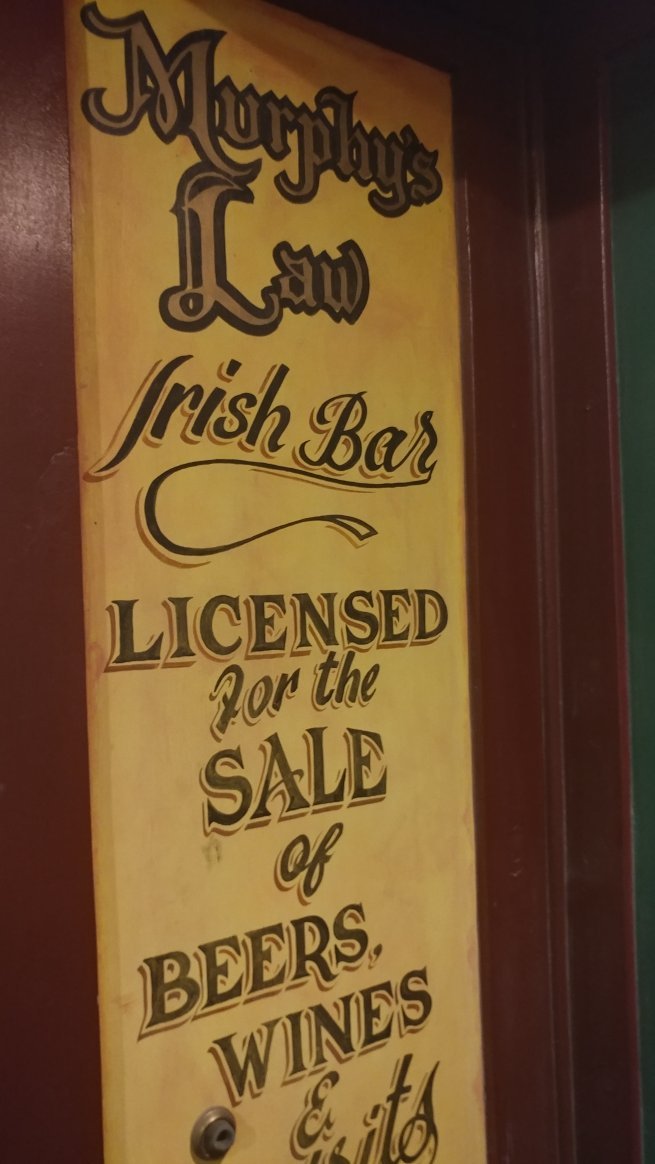 Murphy's
Law
Irish Bar
LICENSED
for the
SALE
of
BEERS,
WINES
&